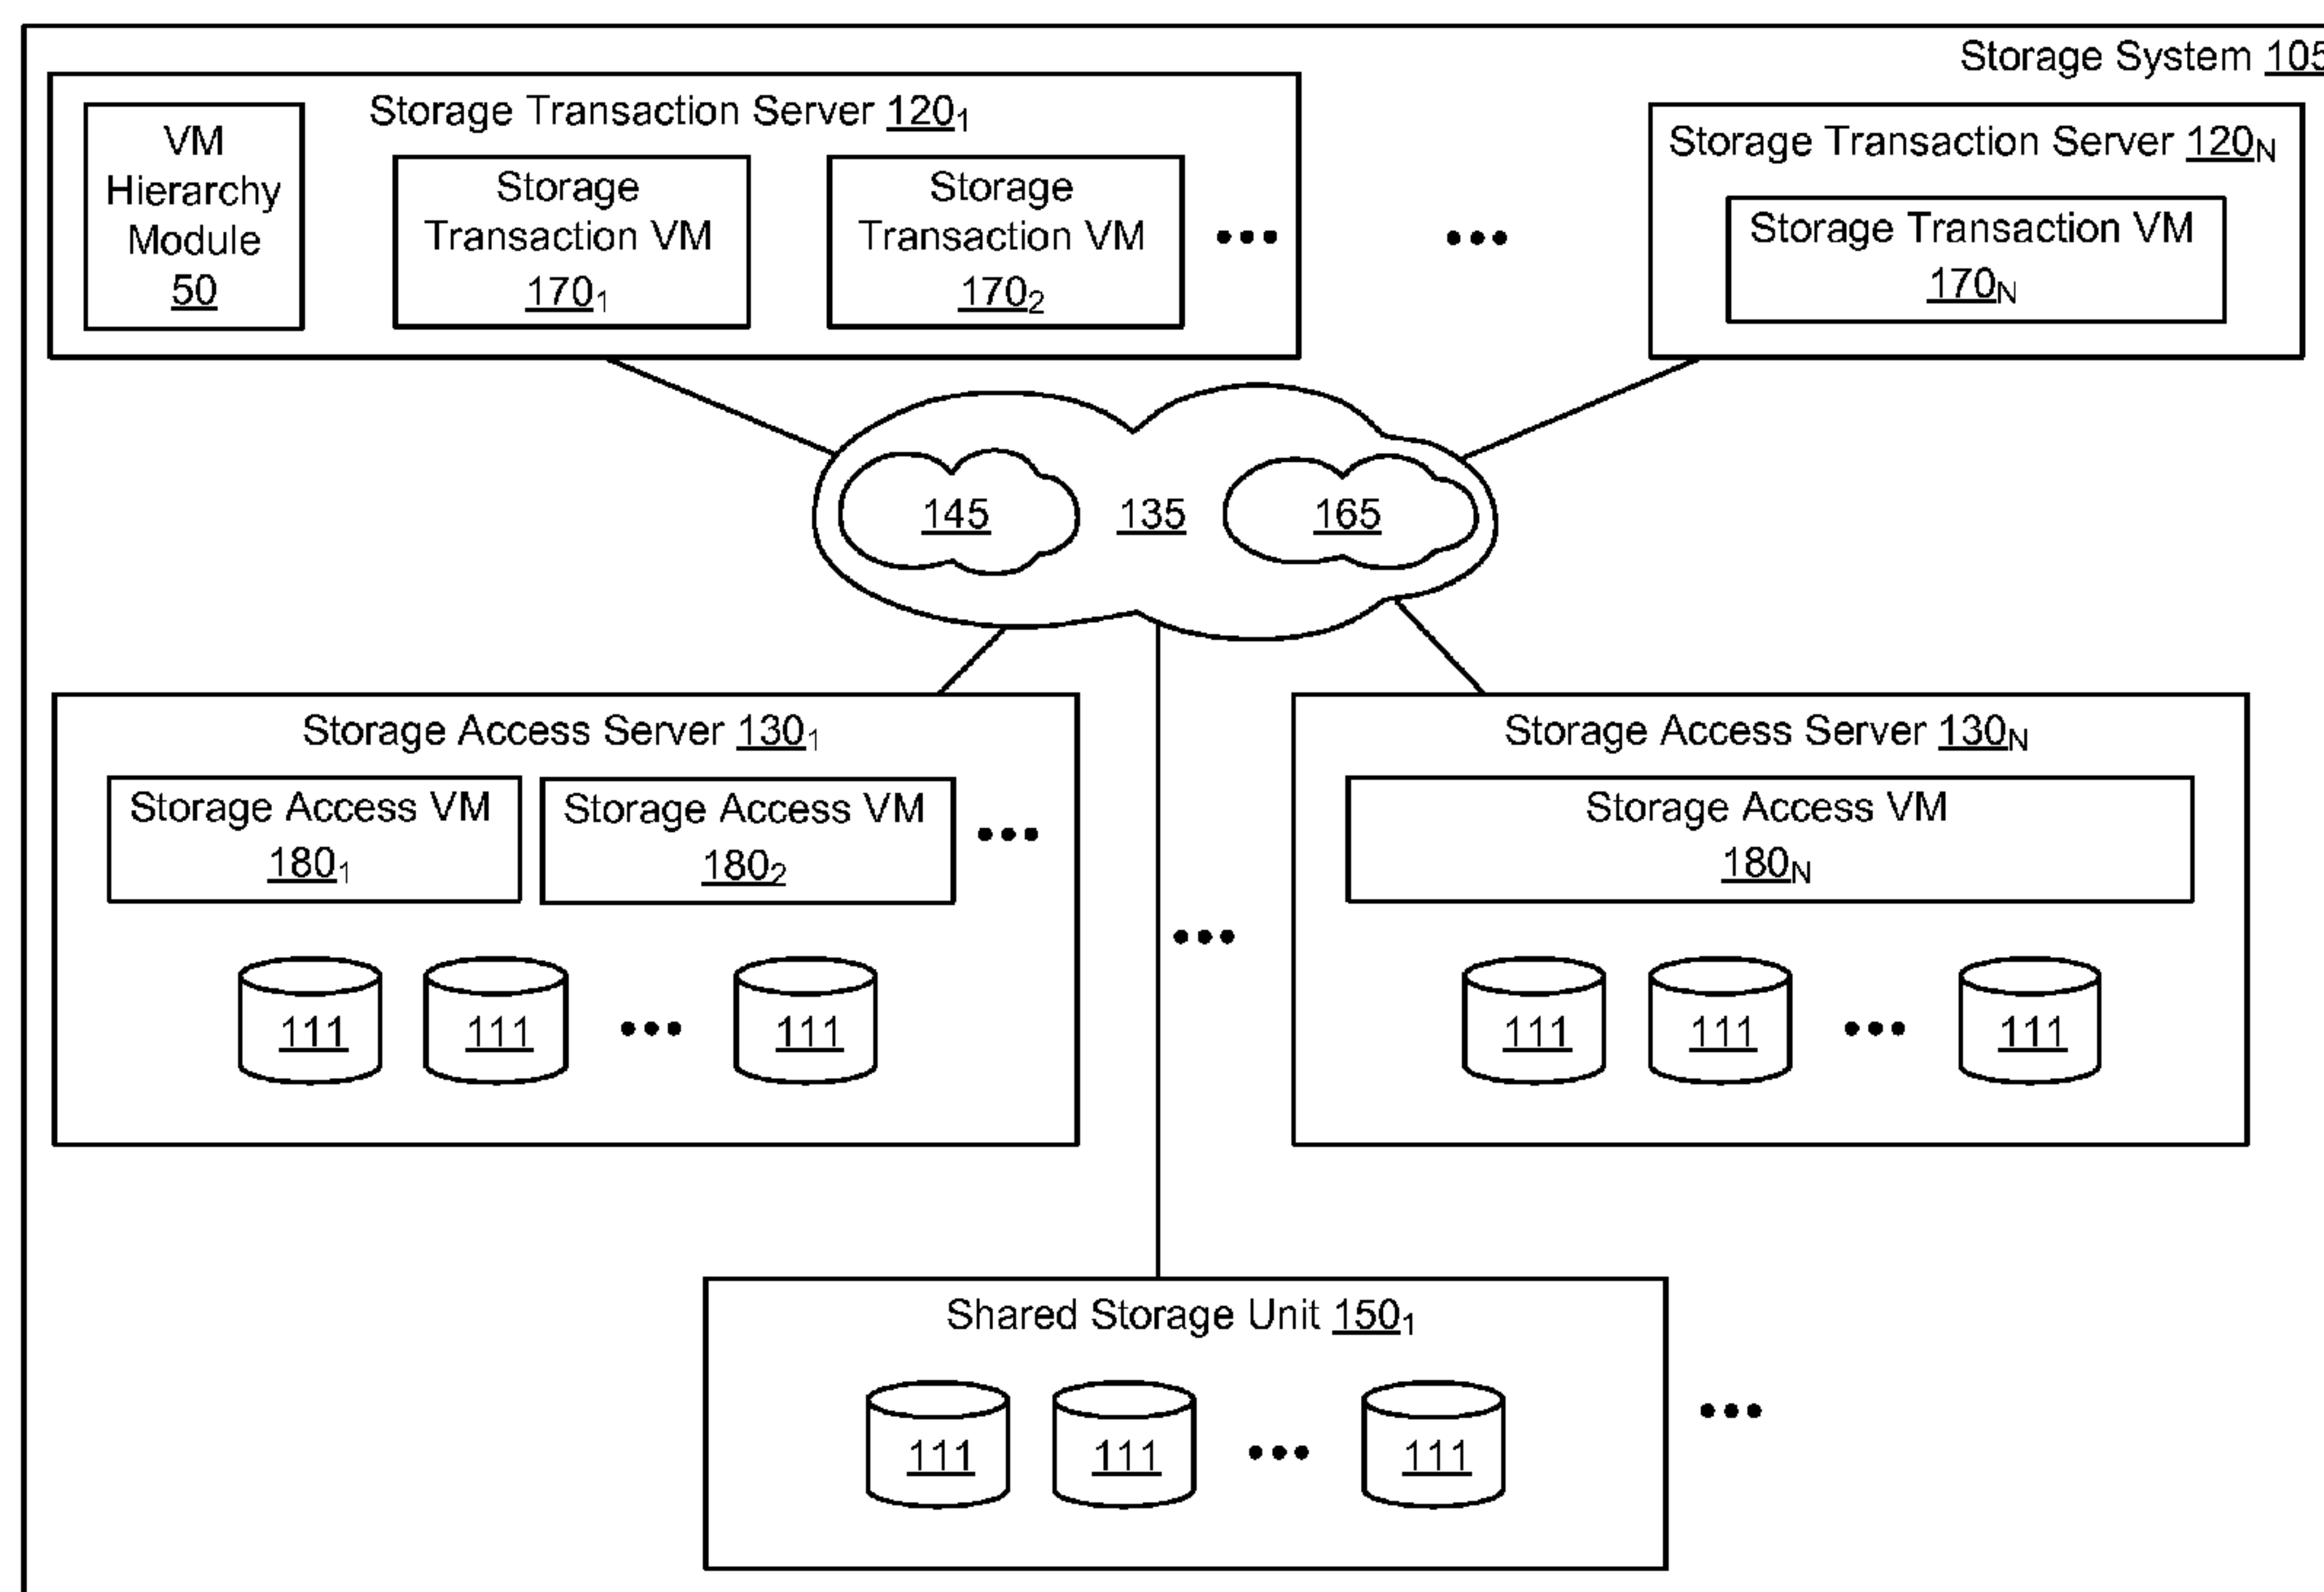 Storage System 105
Storage Transaction Server 120₁
VM
Hierarchy
Module
50
Storage
Transaction VM
170₁
Storage
Transaction VM
170₂
•••
•••
Storage Transaction Server 120N
Storage Transaction VM
170N
145
135
165
Storage Access Server 130₁
Storage Access VM
180₁
Storage Access VM
180₂
•••
111
111
•••
111
•••
Storage Access Server 130N
Storage Access VM
180N
111
111
•••
111
Shared Storage Unit 150₁
111
111
•••
111
•••